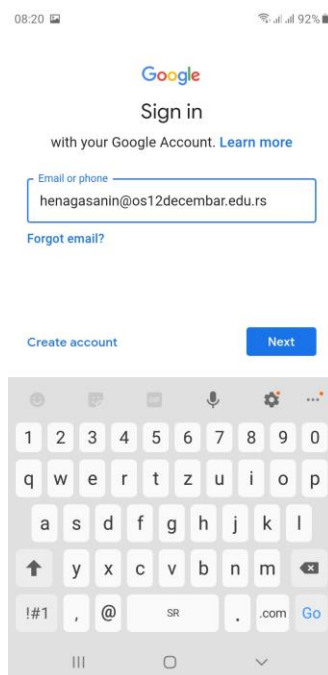 08:20 92%
Google
Sign in
with your Google Account. Learn more
Email or phone
henagasanin@os12decembar.edu.rs
Forgot email?
Create account Next
1 2 3 4 5 6 7 8 9 0
q w e r t z u i o p
a s d f g h j k l
y x c v b n m
!#1 , @ SR . .com Go